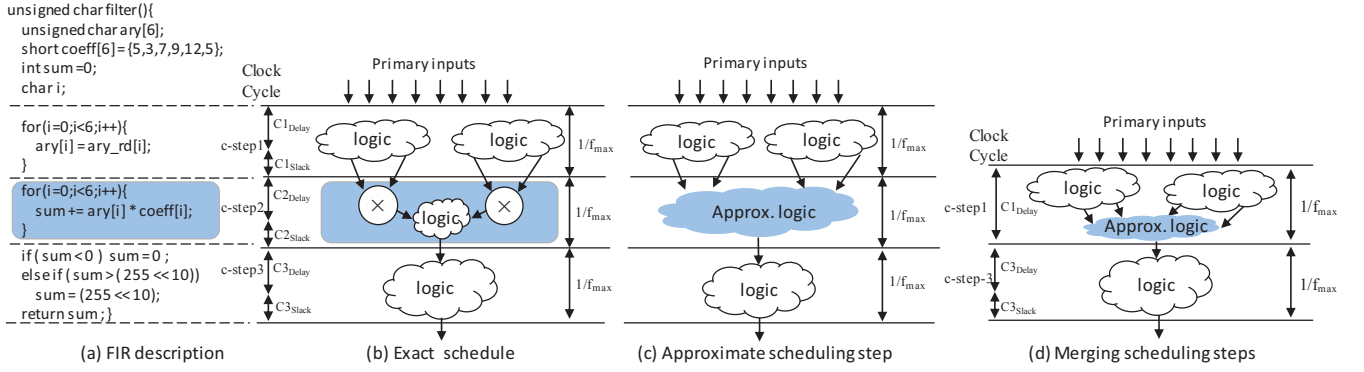 unsigned char filter(){
unsigned char ary[6];
short coeff[6]={5,3,7,9,12,5};
int sum =0;
char i;
for(i=0;i<6;i++){
ary[i] = ary_rd[i];
}
for(i=0;i<6;i++){
sum += ary[i] * coeff[i];
}
if ( sum<0 ) sum = 0 ;
else if ( sum > ( 255 <<10))
sum = (255 <<10);
return sum ; }
(a) FIR description
Clock
Cycle
Primary inputs
c-step1
C1Delay
C1Slack
logic
logic
1/fmax
c-step2
C2Delay
C2Slack
×
logic
×
1/fmax
c-step3
C3Delay
C3Slack
logic
1/fmax
(b) Exact schedule
Primary inputs
logic
logic
1/fmax
Approx. logic
1/fmax
logic
1/fmax
(c) Approximate scheduling step
Clock
Cycle
Primary inputs
c-step1
C1Delay
logic
logic
Approx. logic
1/fmax
c-step-3
C3Delay
C3Slack
logic
1/fmax
(d) Merging scheduling steps